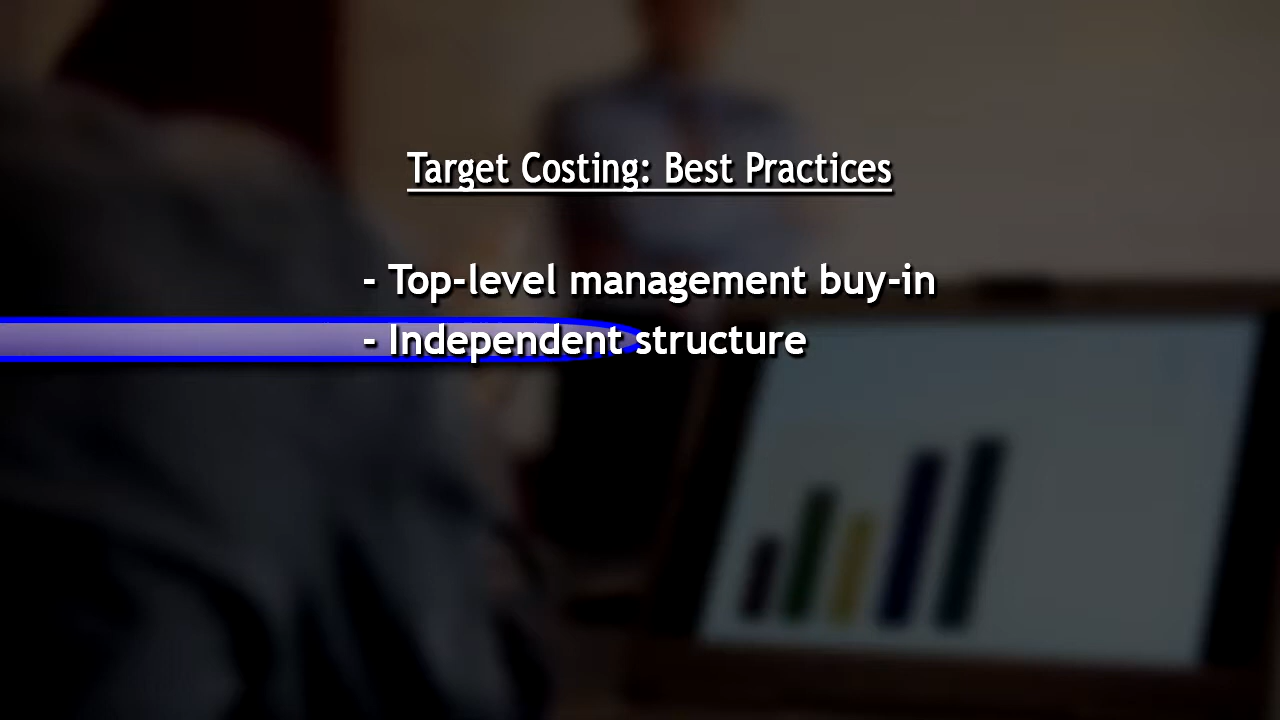 Target Costing: Best Practices
- Top-level management buy-in
- Independent structure